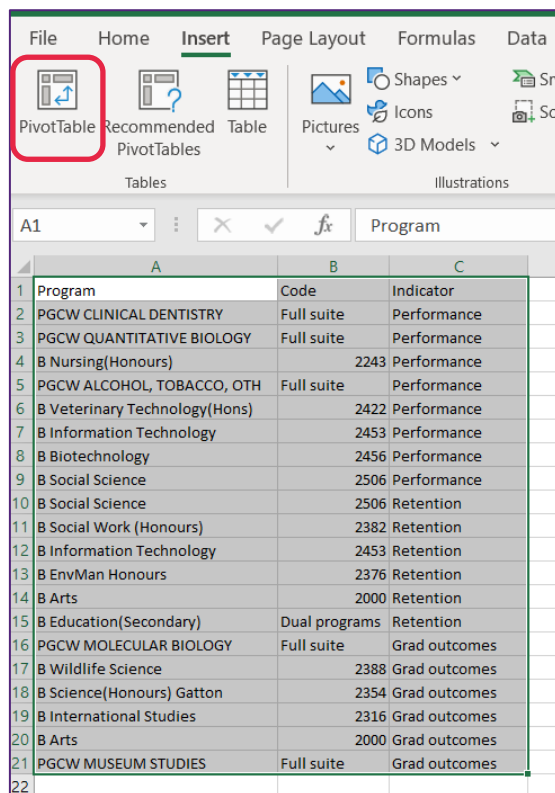 File Home Insert Page Layout Formulas Data
PivotTable Recommended PivotTables Table
Pictures
Shapes
Icons
3D Models
Tables Illustrations
A1 fx Program
A B C
1 Program Code Indicator
2 PGCW CLINICAL DENTISTRY Full suite Performance
3 PGCW QUANTITATIVE BIOLOGY Full suite Performance
4 B Nursing(Honours) 2243 Performance
5 PGCW ALCOHOL, TOBACCO, OTH Full suite Performance
6 B Veterinary Technology(Hons) 2422 Performance
7 B Information Technology 2453 Performance
8 B Biotechnology 2456 Performance
9 B Social Science 2506 Performance
10 B Social Science 2506 Retention
11 B Social Work (Honours) 2382 Retention
12 B Information Technology 2453 Retention
13 B EnvMan Honours 2376 Retention
14 B Arts 2000 Retention
15 B Education(Secondary) Dual programs Retention
16 PGCW MOLECULAR BIOLOGY Full suite Grad outcomes
17 B Wildlife Science 2388 Grad outcomes
18 B Science(Honours) Gatton 2354 Grad outcomes
19 B International Studies 2316 Grad outcomes
20 B Arts 2000 Grad outcomes
21 PGCW MUSEUM STUDIES Full suite Grad outcomes
22